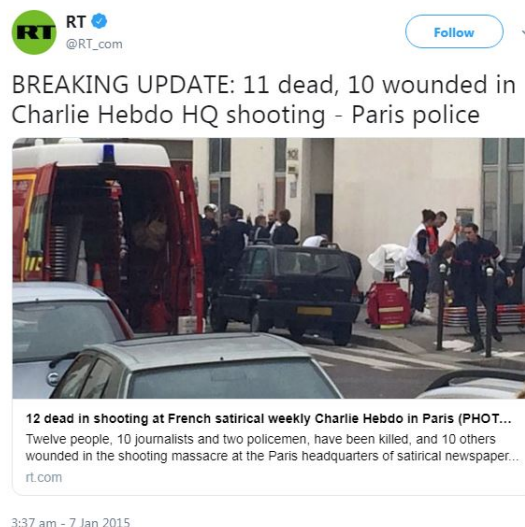 RT
RT
@RT_com
Follow
BREAKING UPDATE: 11 dead, 10 wounded in
Charlie Hebdo HQ shooting - Paris police
12 dead in shooting at French satirical weekly Charlie Hebdo in Paris (PHOT...
Twelve people, 10 journalists and two policemen, have been killed, and 10 others
wounded in the shooting massacre at the Paris headquarters of satirical newspaper...
rt.com
3:37 am - 7 Jan 2015